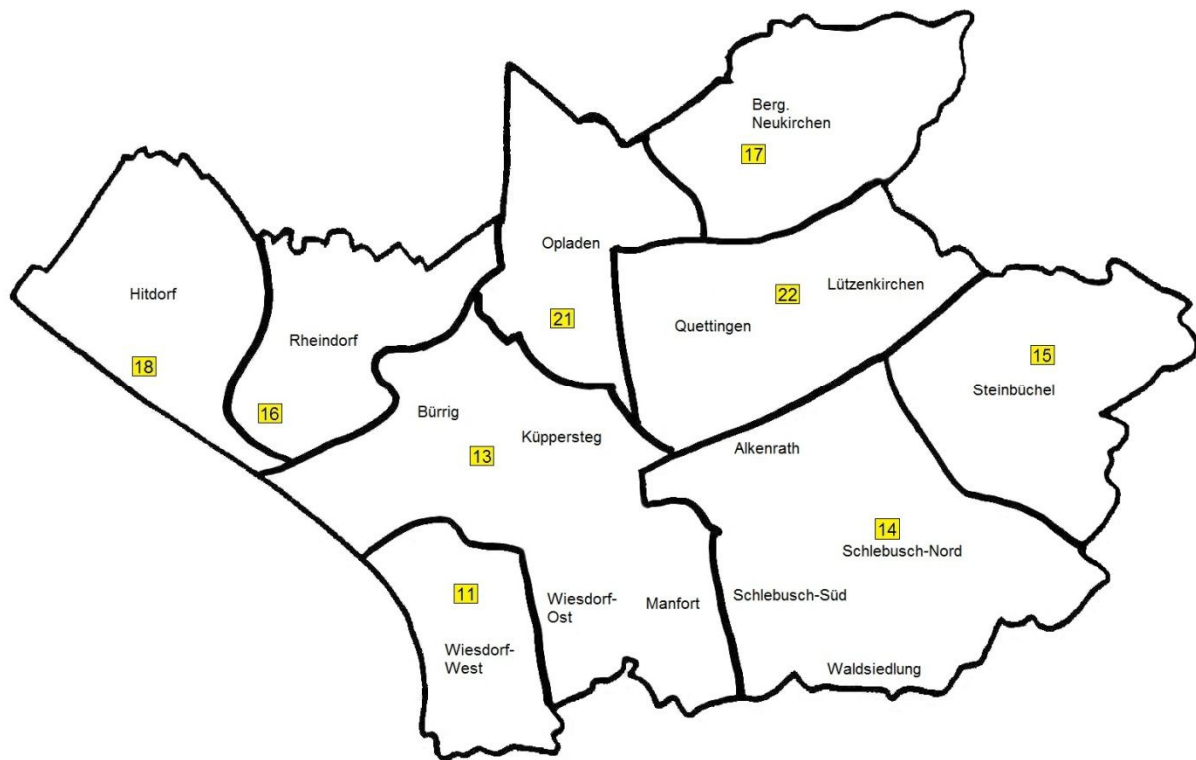 Berg.
Neukirchen
17
Opladen
Hitdorf
Lützenkirchen
22
21
Quettingen
Rheindorf
15
18
Steinbüchel
16
Bürrig
Küppersteg
Alkenrath
13
14
Schlebusch-Nord
11
Wiesdorf-
Ost
Manfort
Schlebusch-Süd
Wiesdorf-
West
Waldsiedlung